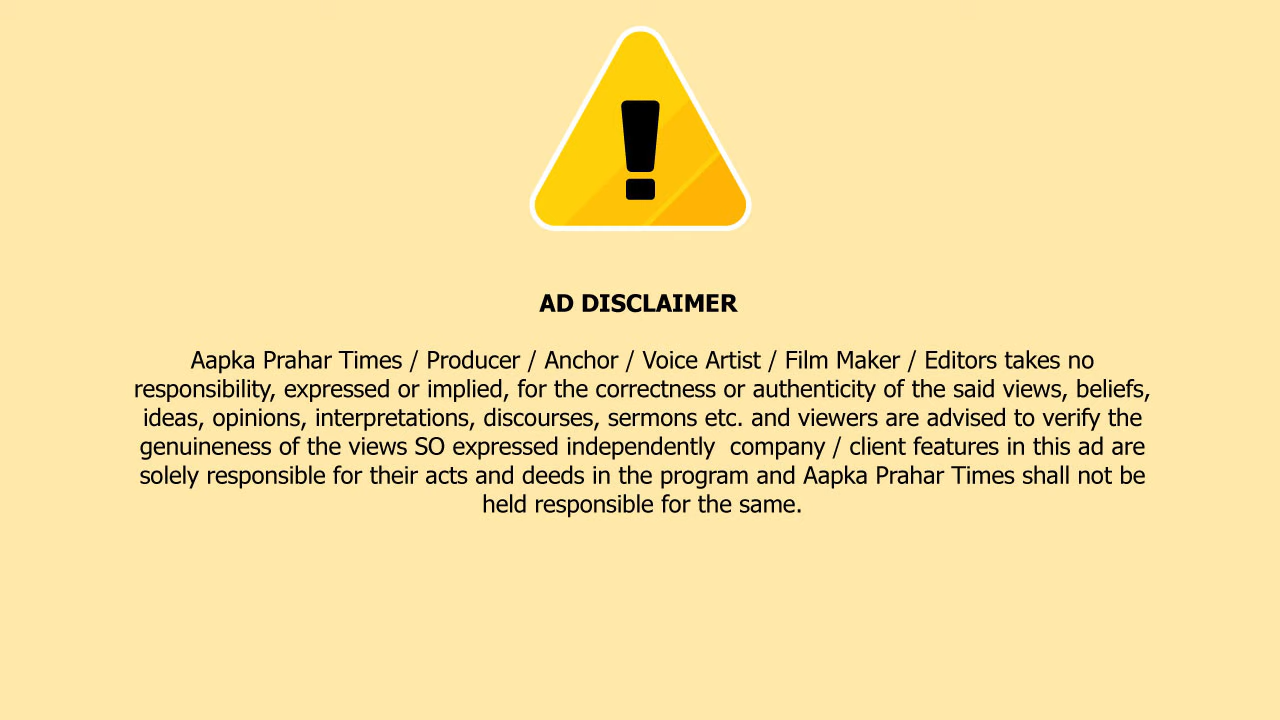 AD DISCLAIMER
Aapka Prahar Times / Producer / Anchor / Voice Artist / Film Maker / Editors takes no
responsibility, expressed or implied, for the correctness or authenticity of the said views, beliefs,
ideas, opinions, interpretations, discourses, sermons etc. and viewers are advised to verify the
genuineness of the views SO expressed independently  company / client features in this ad are
solely responsible for their acts and deeds in the program and Aapka Prahar Times shall not be
held responsible for the same.